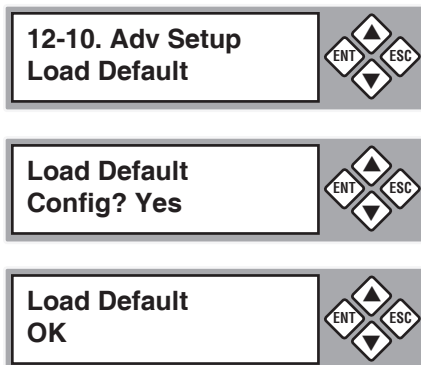 12-10. Adv Setup
Load Default
ENT
ESC
Load Default
Config? Yes
ENT
ESC
Load Default
OK
ENT
ESC